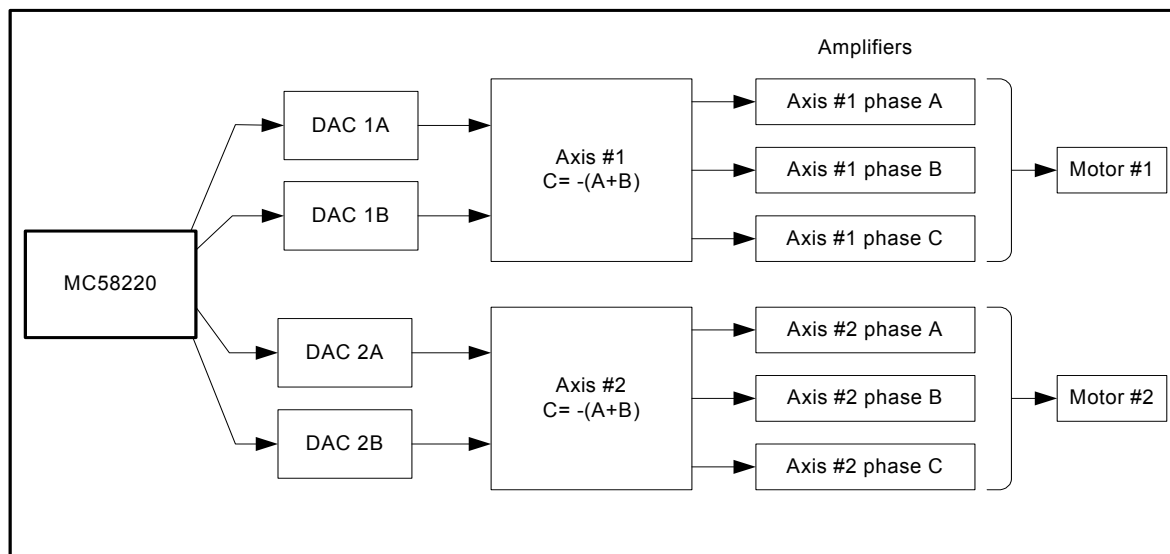 Amplifiers
DAC 1A
DAC 1B
Axis #1
C= -(A+B)
Axis #1 phase A
Axis #1 phase B
Axis #1 phase C
Motor #1
MC58220
DAC 2A
DAC 2B
Axis #2
C= -(A+B)
Axis #2 phase A
Axis #2 phase B
Axis #2 phase C
Motor #2